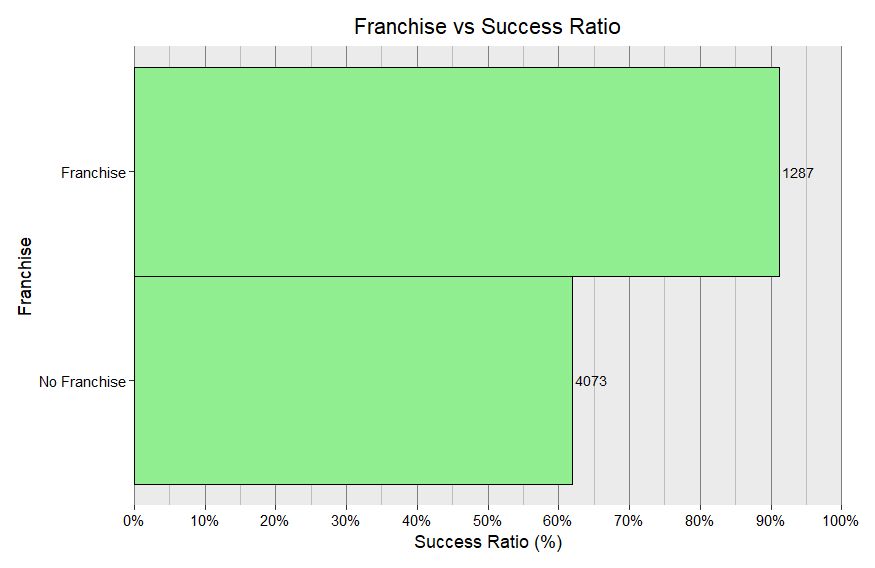 Franchise vs Success Ratio
Franchise
1287
Franchise
No Franchise
4073
0% 10% 20% 30% 40% 50% 60% 70% 80% 90% 100%
Success Ratio (%)